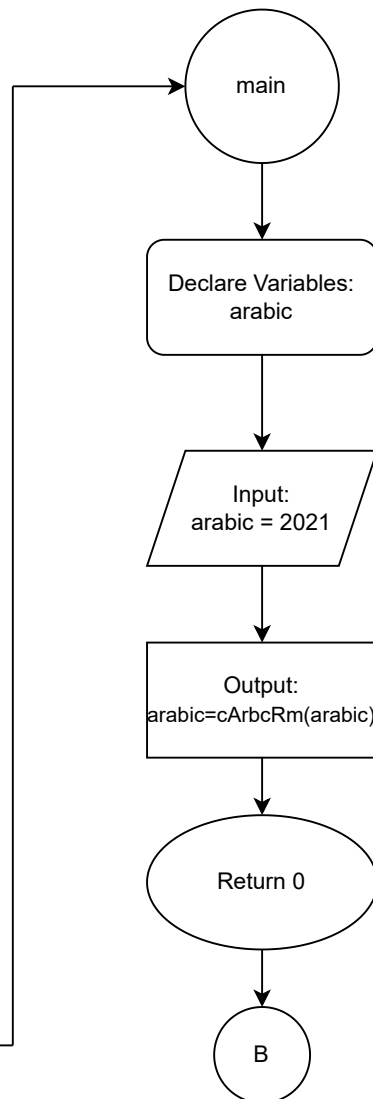 main
Declare Variables:
arabic
Input:
arabic = 2021
Output:
arabic=cArbcRm(arabic)
Return 0
B